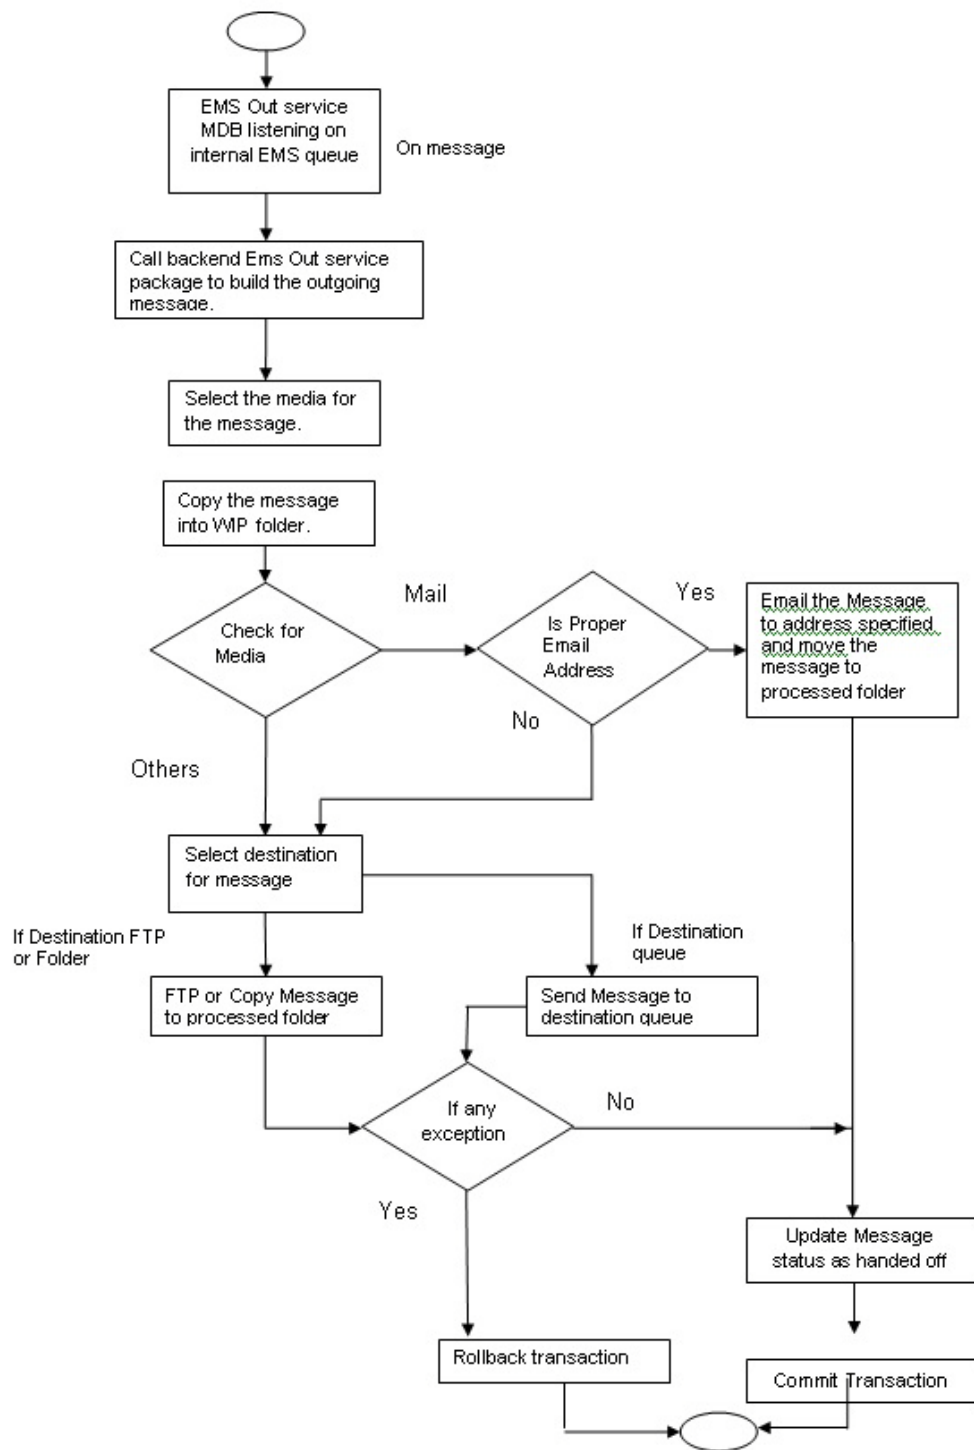 EMS Out service
MDB listening on
internal EMS queue
On message
Call backend Ems Out service
package to build the outgoing
message.
Select the media for
the message.
Copy the message
into WIP folder.
Check for
Media
Mail
Is Proper
Email
Address
Yes
Email the Message
to address specified
and move the
message to
processed folder
No
Others
Select destination
for message
If Destination FTP
or Folder
If Destination
queue
FTP or Copy Message
to processed folder
Send Message to
destination queue
If any
exception
No
Yes
Update Message
status as handed off
Rollback transaction
Commit Transaction